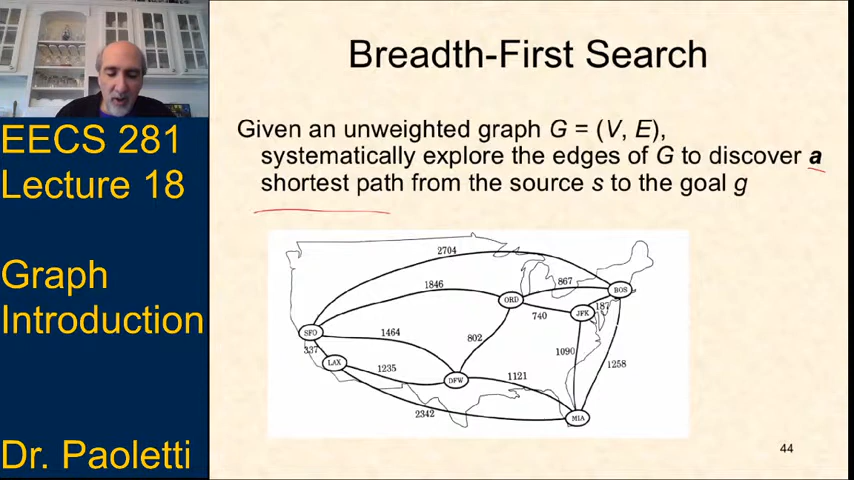 EECS 281
Lecture 18
Graph
Introduction
Dr. Paoletti
Breadth-First Search
Given an unweighted graph G = (V, E),
systematically explore the edges of G to discover a
shortest path from the source s to the goal g
2704
1846
867
BOS
ORD
187
740
JFK
SFO
1464
802
337
LAX
1235
1090
DFW
1121
1258
2342
MIA
44